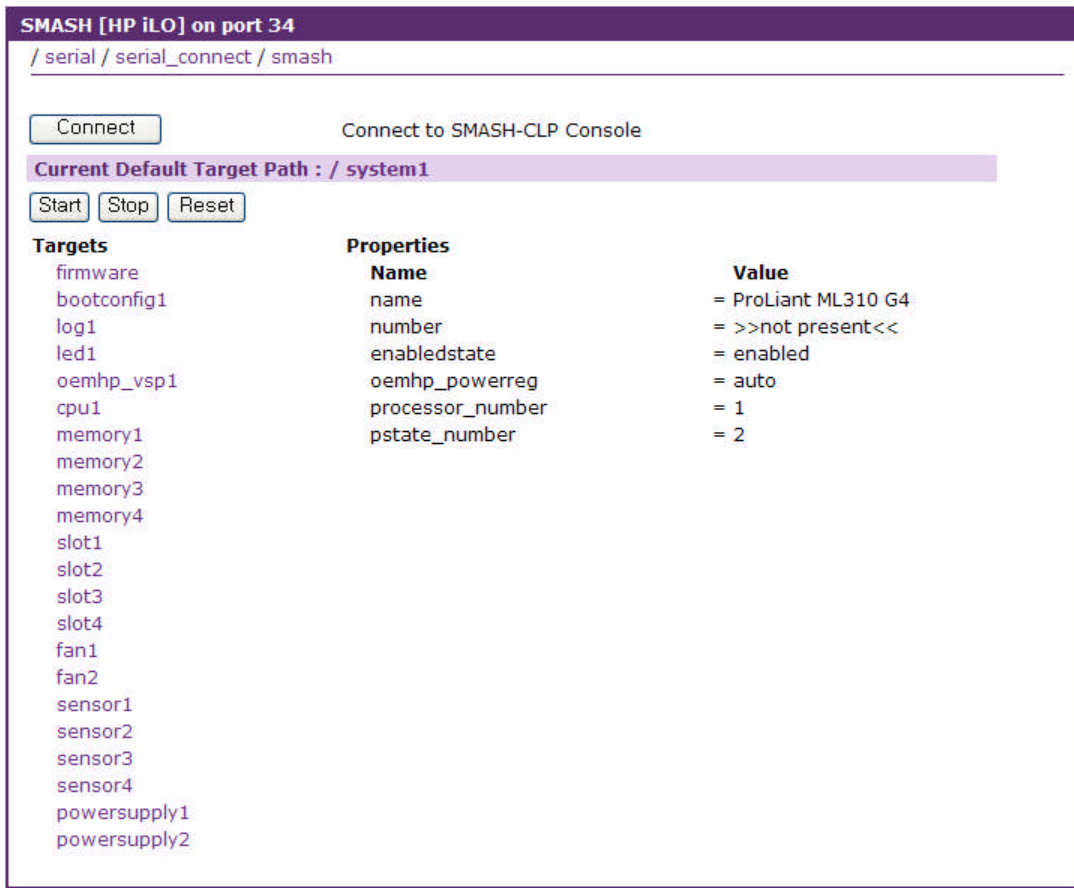 SMASH [HP iLO] on port 34
/ serial / serial_connect / smash
Connect Connect to SMASH-CLP Console
Current Default Target Path : / system1
Start Stop Reset
Targets Properties
firmware Name Value
bootconfig1 name = ProLiant ML310 G4
log1 number = >>not present<<
led1 enabledstate = enabled
oemhp_vsp1 oemhp_powerreg = auto
cpu1 processor_number = 1
memory1 pstate_number = 2
memory2
memory3
memory4
slot1
slot2
slot3
slot4
fan1
fan2
sensor1
sensor2
sensor3
sensor4
powersupply1
powersupply2